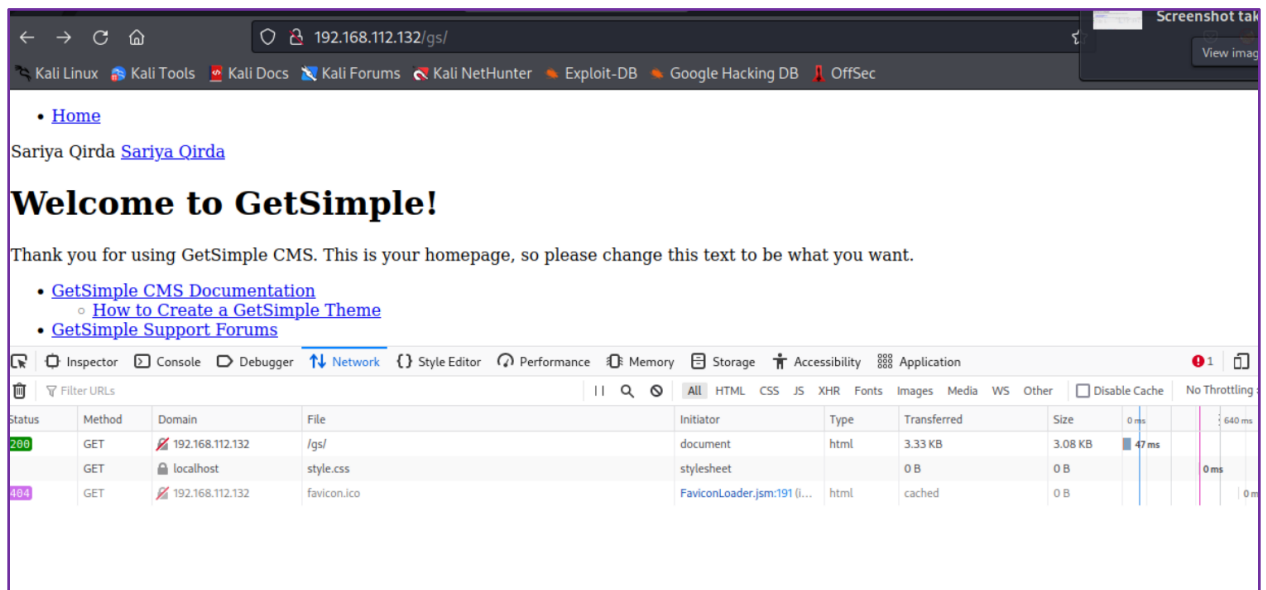 Screenshot tak
192.168.112.132/gs/
View imag
Kali Linux Kali Tools Kali Docs Kali Forums Kali NetHunter Exploit-DB Google Hacking DB OffSec
• Home
Sariya Qirda Sariya Qirda
Welcome to GetSimple!
Thank you for using GetSimple CMS. This is your homepage, so please change this text to be what you want.
• GetSimple CMS Documentation
○ How to Create a GetSimple Theme
• GetSimple Support Forums
Inspector Console Debugger Network Style Editor Performance Memory Storage Accessibility Application 1
Filter URLs All HTML CSS JS XHR Fonts Images Media WS Other Disable Cache No Throttling
Status Method Domain File Initiator Type Transferred Size 0 ms 640 ms
200 GET 192.168.112.132 /gs/ document html 3.33 KB 3.08 KB 47 ms
GET localhost style.css stylesheet 0 B 0 B 0 ms
404 GET 192.168.112.132 favicon.ico FaviconLoader.jsm:191 (i... html cached 0 B 0 m